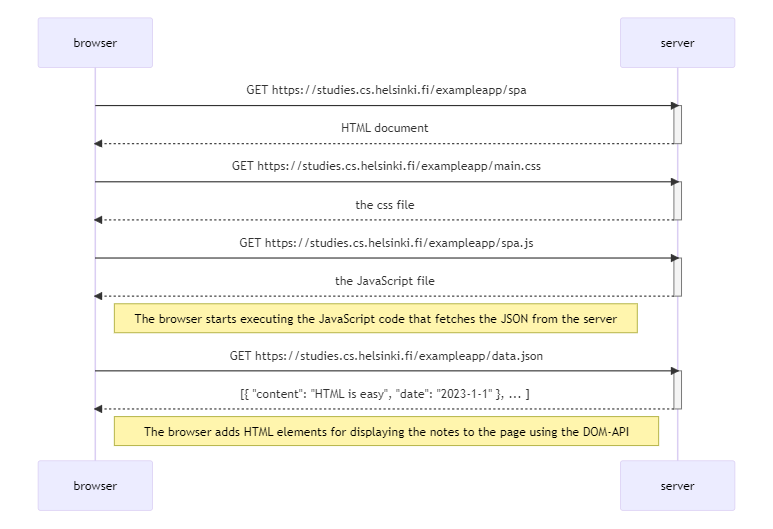 browser server
GET https://studies.cs.helsinki.fi/exampleapp/spa
HTML document
GET https://studies.cs.helsinki.fi/exampleapp/main.css
the css file
GET https://studies.cs.helsinki.fi/exampleapp/spa.js
the JavaScript file
The browser starts executing the JavaScript code that fetches the JSON from the server
GET https://studies.cs.helsinki.fi/exampleapp/data.json
[{ "content": "HTML is easy", "date": "2023-1-1" }, ... ]
The browser adds HTML elements for displaying the notes to the page using the DOM-API
browser server